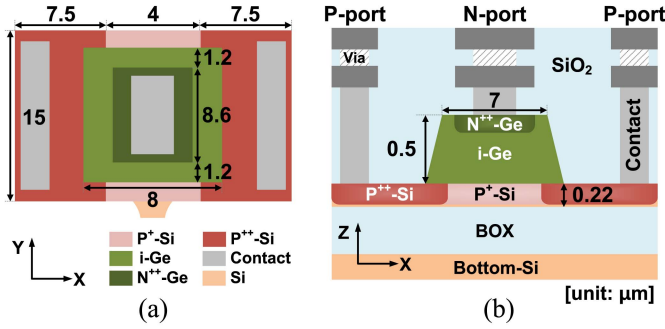 7.5 4 7.5
1.2
15
8.6
1.2
8
Y
X
P⁺-Si P⁺⁺-Si
i-Ge Contact
N⁺⁺-Ge Si
(a)
P-port N-port P-port
Via
SiO₂
7
N⁺⁺-Ge
0.5
i-Ge
Contact
P⁺⁺-Si P⁺-Si 0.22
BOX
Z
X
Bottom-Si
[unit: μm]
(b)